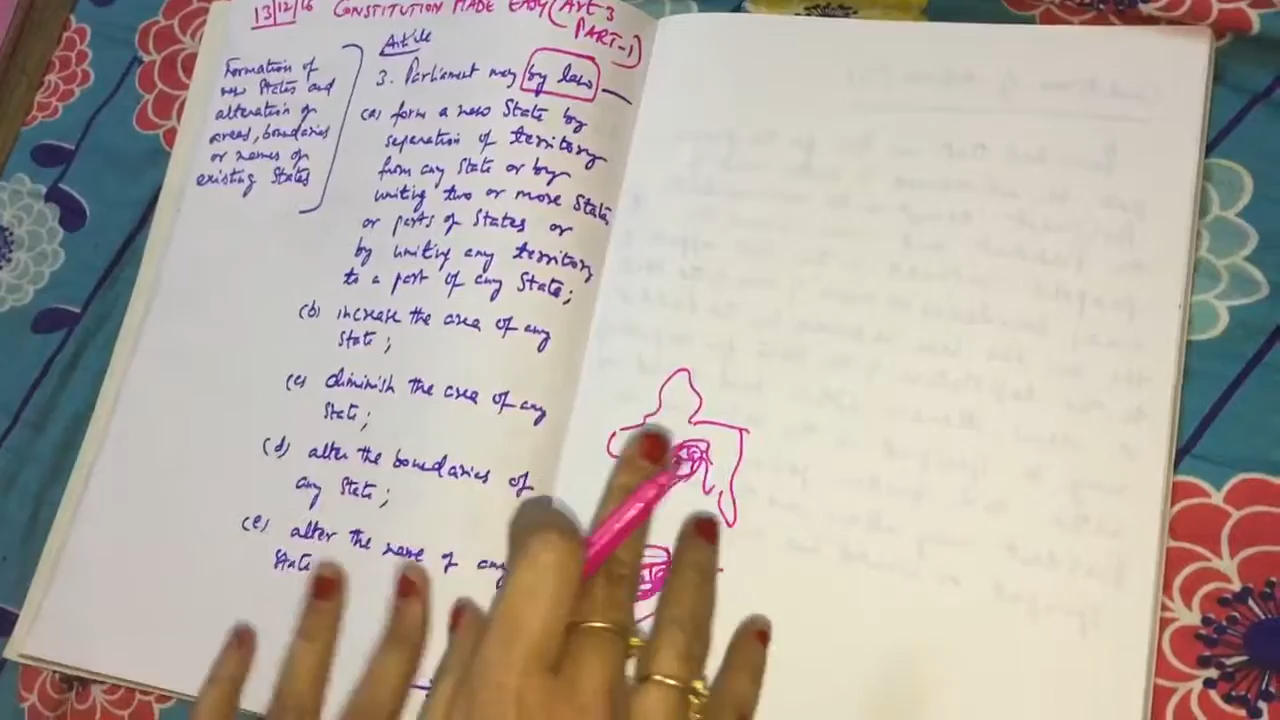 13/12/16 CONSTITUTION MADE EASY (Art 3
PART-1)
Formation of
new States and
alteration of
areas, boundaries
or names of
existing States
Article
3. Parliament may by law —
(a) form a new State by
separation of territory
from any State or by
uniting two or more States
or parts of States or
by uniting any territory
to a part of any State;
(b) increase the area of any
State;
(c) diminish the area of any
State;
(d) alter the boundaries of
any State;
(e) alter the name of any
State